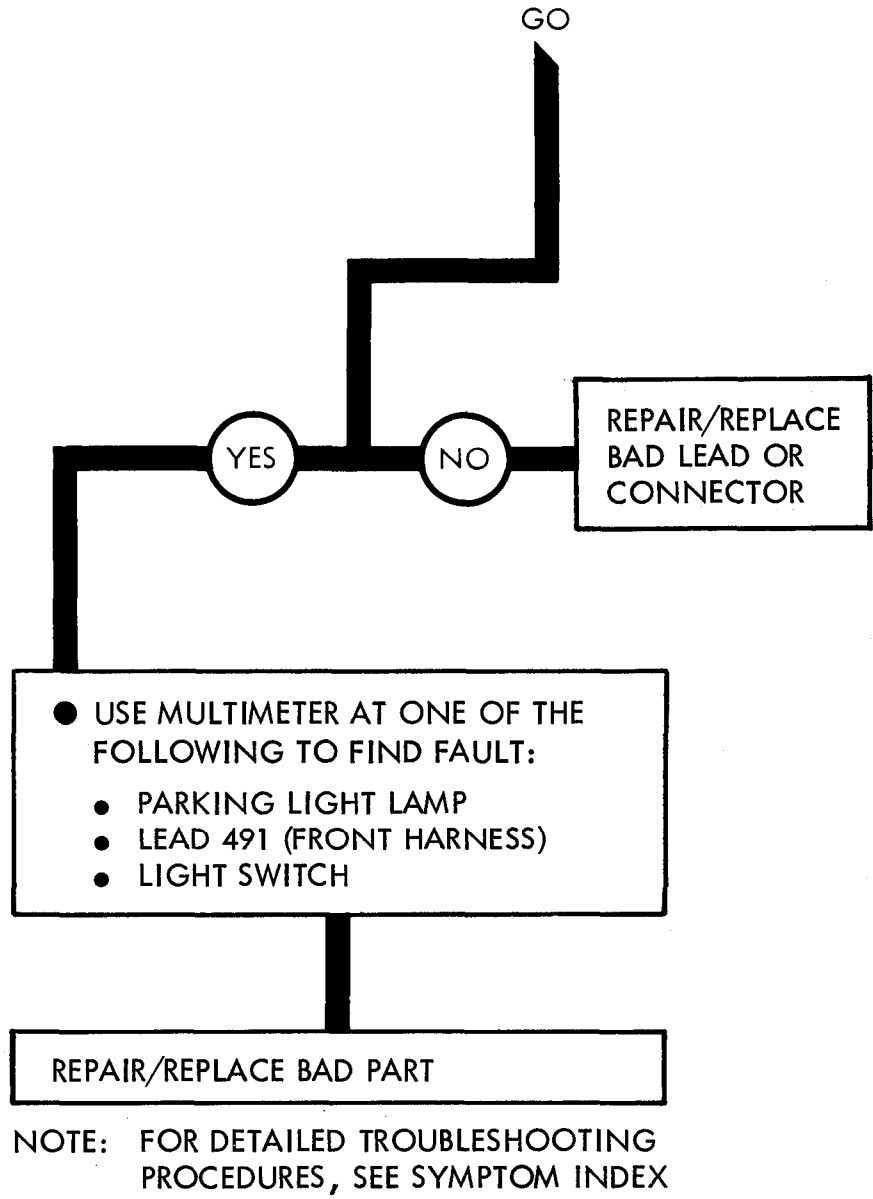 GO
YES
NO
REPAIR/REPLACE
BAD LEAD OR
CONNECTOR
● USE MULTIMETER AT ONE OF THE
FOLLOWING TO FIND FAULT:
● PARKING LIGHT LAMP
● LEAD 491 (FRONT HARNESS)
● LIGHT SWITCH
REPAIR/REPLACE BAD PART
NOTE: FOR DETAILED TROUBLESHOOTING
PROCEDURES, SEE SYMPTOM INDEX